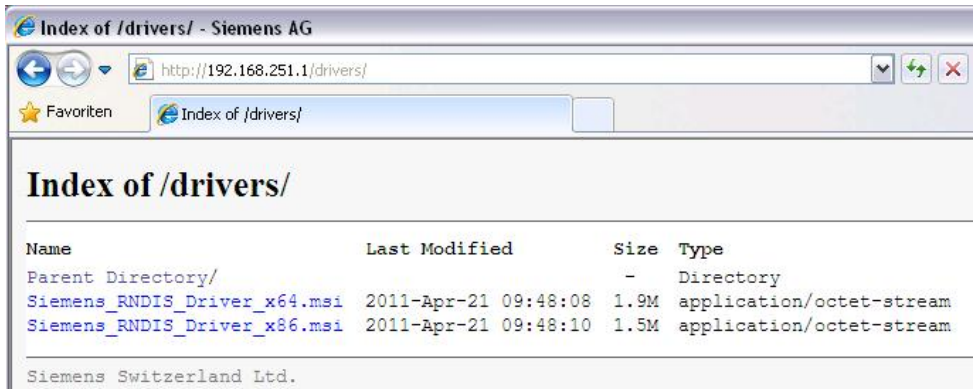 Index of /drivers/ - Siemens AG
http://192.168.251.1/drivers/
Favoriten Index of /drivers/
Index of /drivers/
Name Last Modified Size Type
Parent Directory/ - Directory
Siemens_RNDIS_Driver_x64.msi 2011-Apr-21 09:48:08 1.9M application/octet-stream
Siemens_RNDIS_Driver_x86.msi 2011-Apr-21 09:48:10 1.5M application/octet-stream
Siemens Switzerland Ltd.